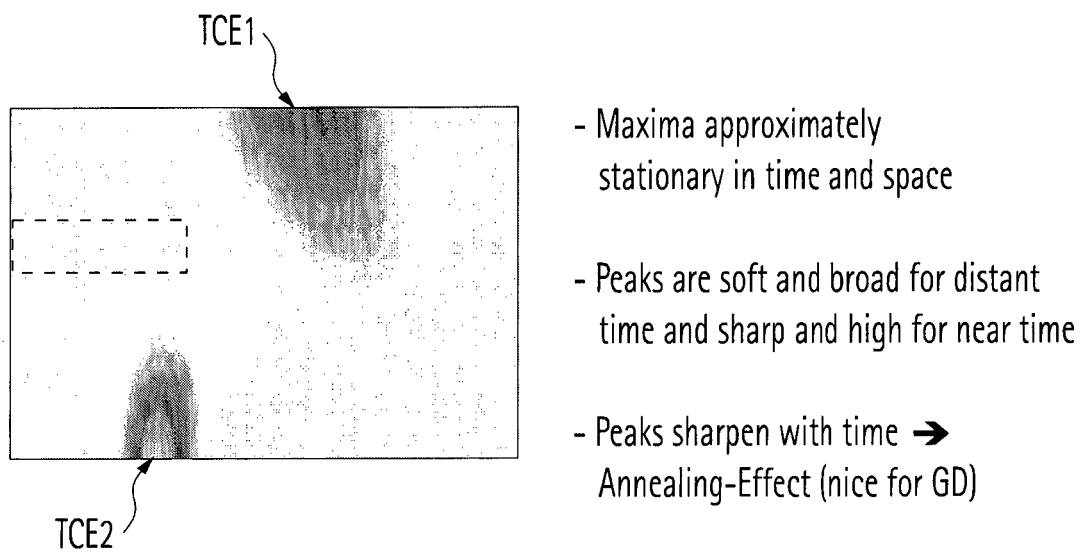 TCE1
- Maxima approximately
stationary in time and space
- Peaks are soft and broad for distant
time and sharp and high for near time
- Peaks sharpen with time ➔
Annealing-Effect (nice for GD)
TCE2